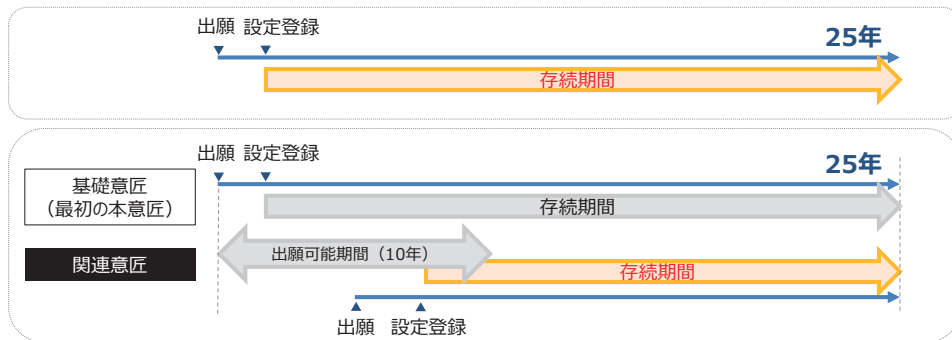 出願 設定登録
25年
存続期間
出願 設定登録
25年
基礎意匠
（最初の本意匠）
存続期間
出願可能期間（10年）
関連意匠
存続期間
出願 設定登録